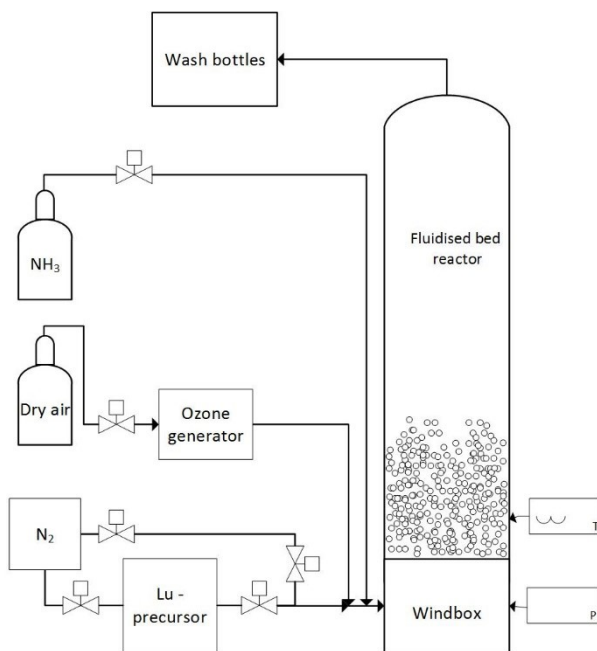 Wash bottles
Fluidised bed
reactor
NH₃
Dry air
Ozone
generator
N₂
Lu -
precursor
Windbox
T
P